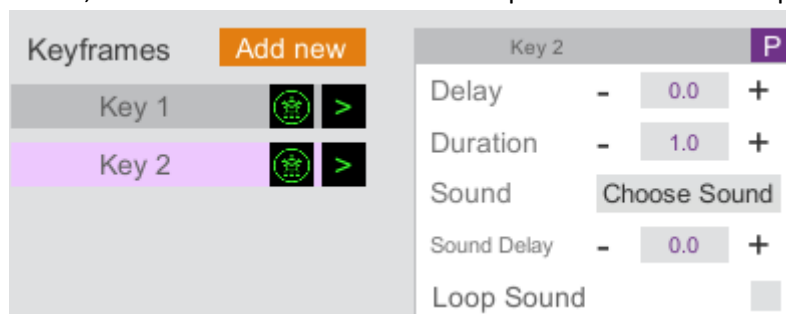 Keyframes Add new
Key 1 >
Key 2 >
Key 2 P
Delay - 0.0 +
Duration - 1.0 +
Sound Choose Sound
Sound Delay - 0.0 +
Loop Sound